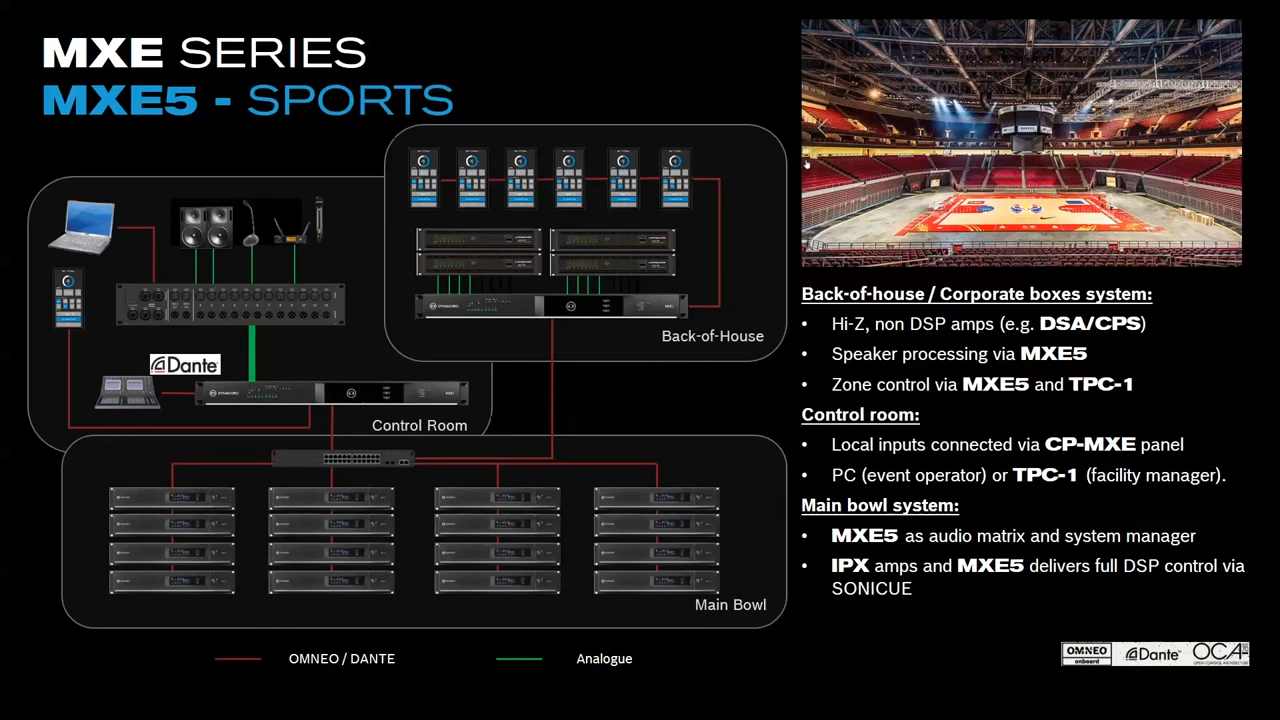 MXE SERIES
MXE5 - SPORTS
Back-of-House
Dante
Control Room
Main Bowl
OMNEO / DANTE
Analogue
Back-of-house / Corporate boxes system:
• Hi-Z, non DSP amps (e.g. DSA/CPS)
• Speaker processing via MXE5
• Zone control via MXE5 and TPC-1
Control room:
• Local inputs connected via CP-MXE panel
• PC (event operator) or TPC-1 (facility manager).
Main bowl system:
• MXE5 as audio matrix and system manager
• IPX amps and MXE5 delivers full DSP control via
SONICUE
OMNEO
onboard
Dante
OCA
OPEN CONTROL ARCHITECTURE